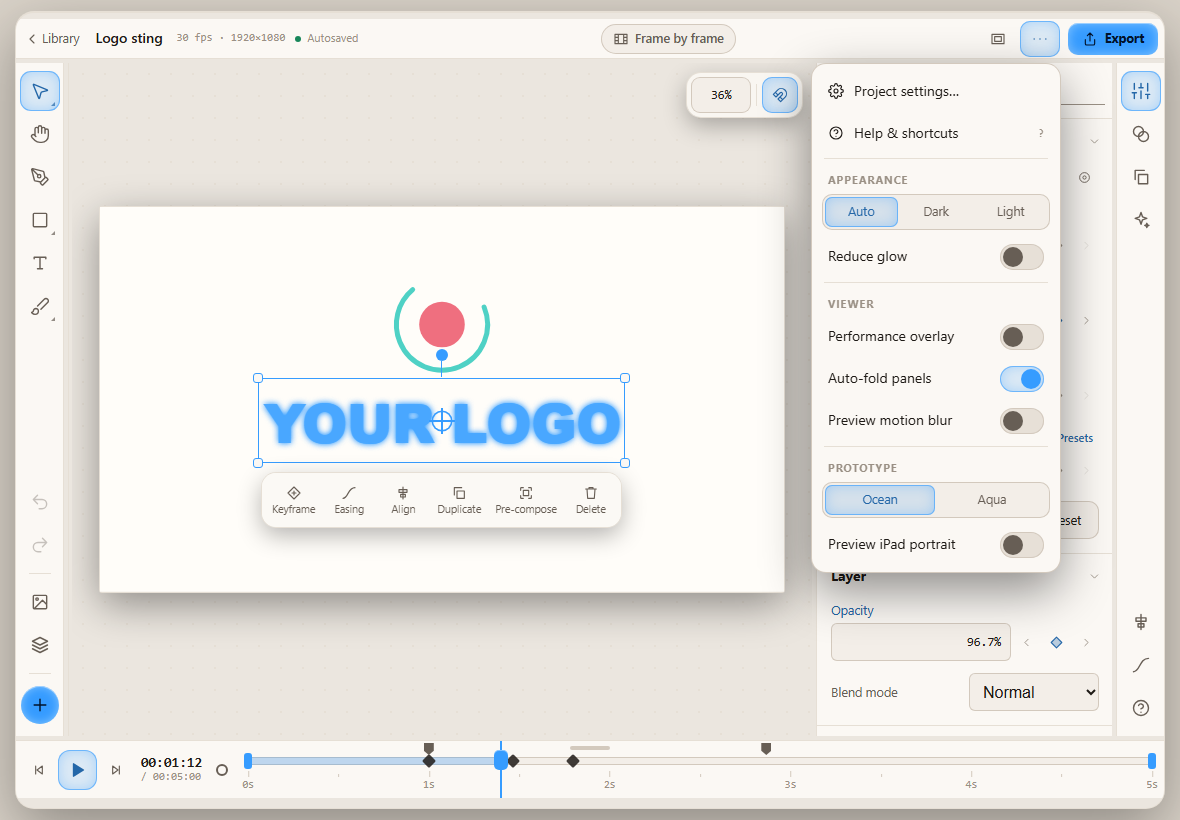 Library
Logo sting
30 fps · 1920×1080
Autosaved
Frame by frame
···
Export
36%
Project settings...
Help & shortcuts
?
APPEARANCE
Auto
Dark
Light
Reduce glow
VIEWER
Performance overlay
Auto-fold panels
Preview motion blur
PROTOTYPE
Ocean
Aqua
Preview iPad portrait
Presets
YOUR LOGO
Keyframe
Easing
Align
Duplicate
Pre-compose
Delete
Layer
Opacity
96.7%
Blend mode
Normal
00:01:12
/ 00:05:00
0s
1s
2s
3s
4s
5s